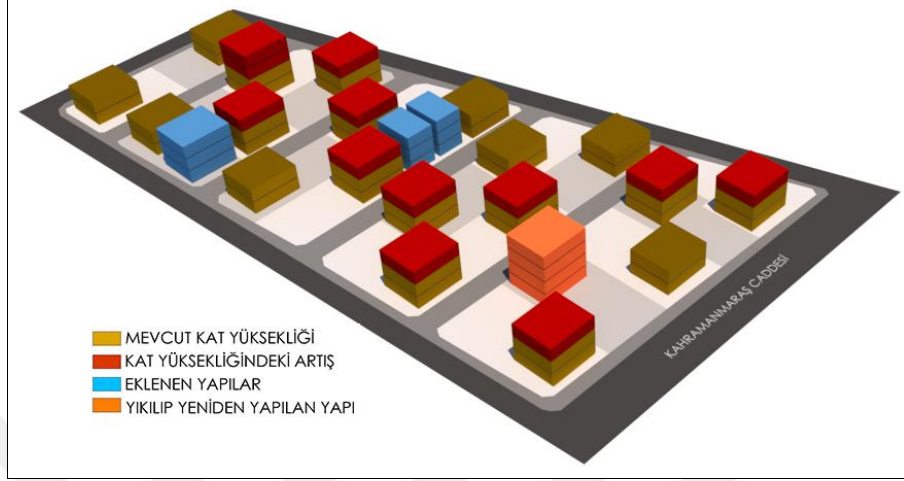 KAHRAMANMARAŞ CADDESİ
MEVCUT KAT YÜKSEKLİĞİ
KAT YÜKSEKLİĞİNDEKİ ARTIŞ
EKLENEN YAPILAR
YIKILIP YENİDEN YAPILAN YAPI